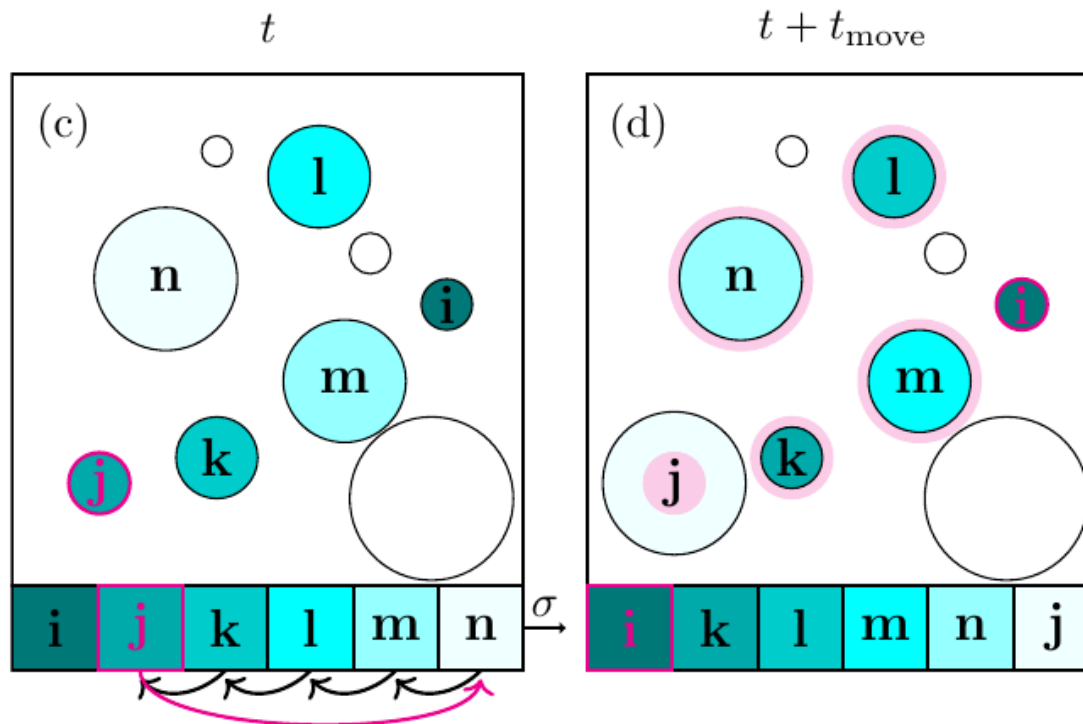 t
t + t_move
(c)
(d)
l
l
n
n
i
i
m
m
k
k
j
j
i j k l m n
σ
i k l m n j